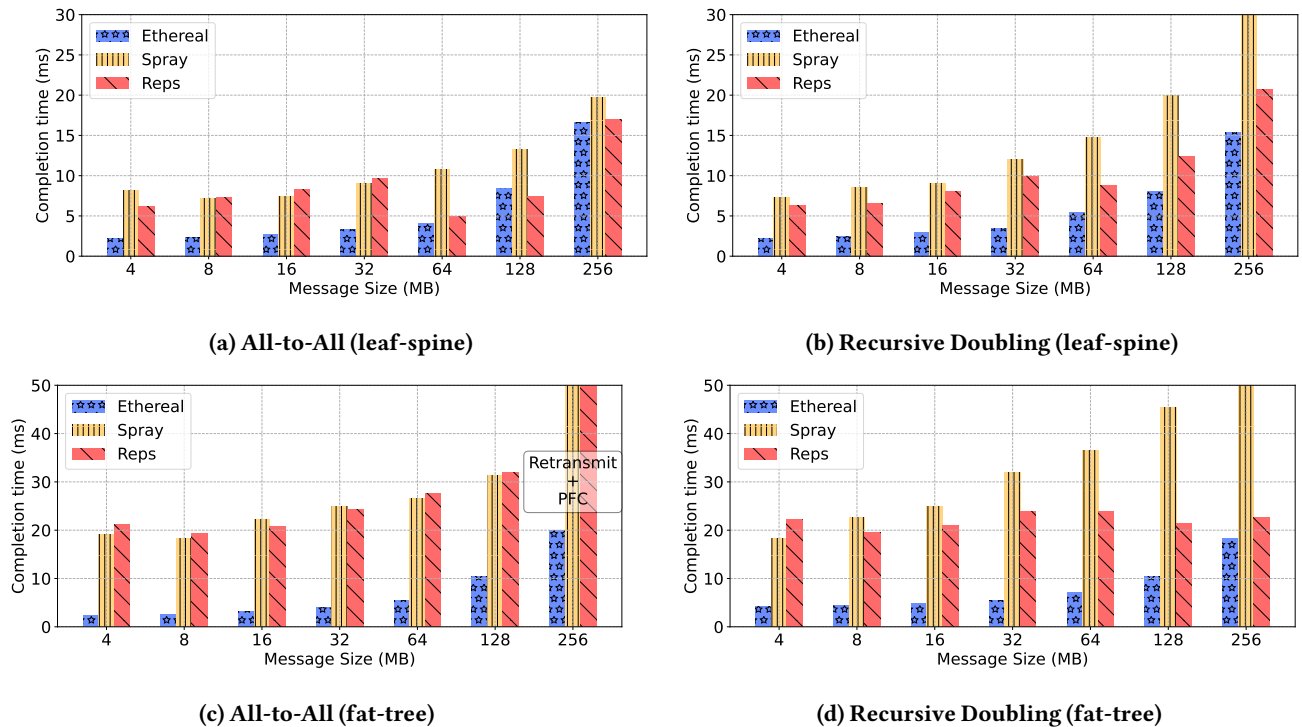 30
25
20
15
10
5
0
Completion time (ms)
Ethereal
Spray
Reps
4 8 16 32 64 128 256
Message Size (MB)
(a) All-to-All (leaf-spine)
30
25
20
15
10
5
0
Completion time (ms)
Ethereal
Spray
Reps
4 8 16 32 64 128 256
Message Size (MB)
(b) Recursive Doubling (leaf-spine)
50
40
30
20
10
0
Completion time (ms)
Ethereal
Spray
Reps
Retransmit
+
PFC
4 8 16 32 64 128 256
Message Size (MB)
(c) All-to-All (fat-tree)
50
40
30
20
10
0
Completion time (ms)
Ethereal
Spray
Reps
4 8 16 32 64 128 256
Message Size (MB)
(d) Recursive Doubling (fat-tree)